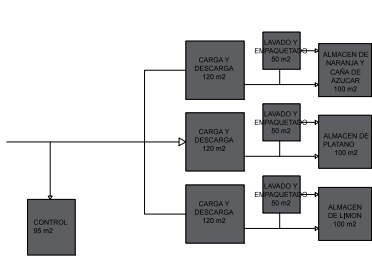 CARGA Y
DESCARGA
120 m2
LAVADO Y
EMPAQUETADO
50 m2
ALMACEN DE
NARANJA Y
CAÑA DE
AZUCAR
100 m2
CARGA Y
DESCARGA
120 m2
LAVADO Y
EMPAQUETADO
50 m2
ALMACEN DE
PLATANO
100 m2
CARGA Y
DESCARGA
120 m2
LAVADO Y
EMPAQUETADO
50 m2
ALMACEN
DE LIMON
100 m2
CONTROL
95 m2